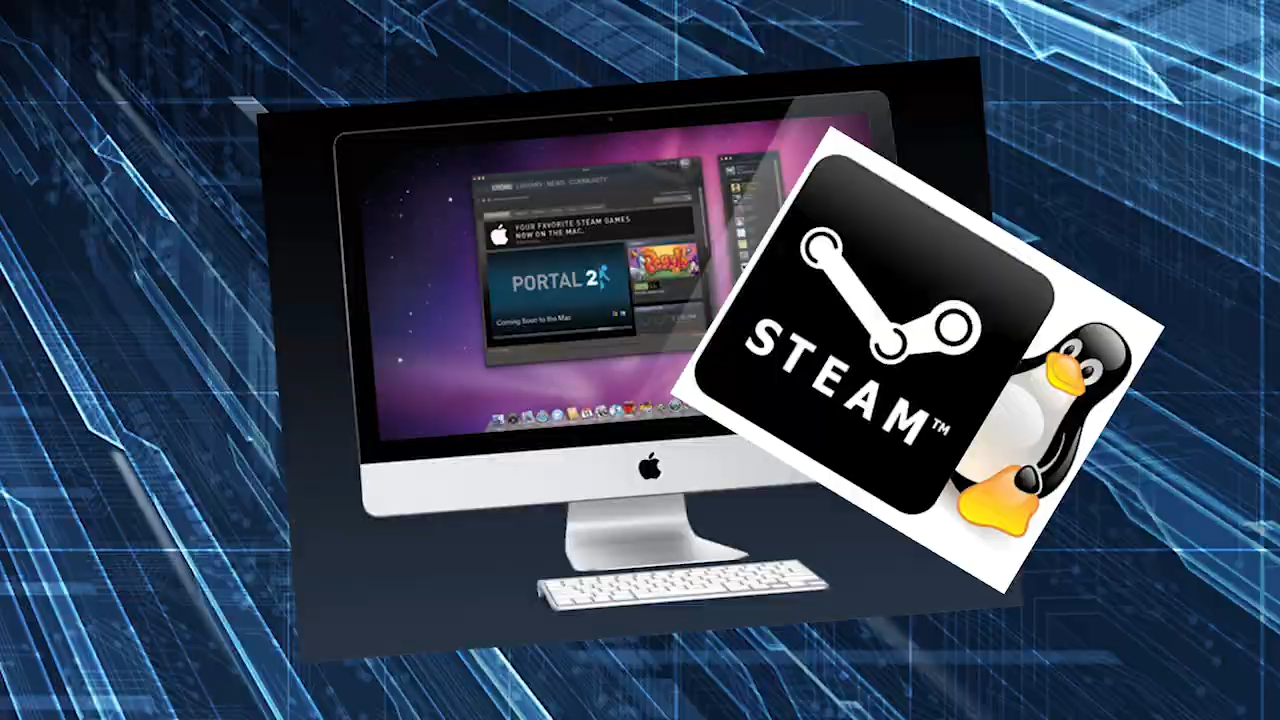 STORE LIBRARY NEWS COMMUNITY
YOUR FAVORITE STEAM GAMES
NOW ON THE MAC.
PORTAL 2
Peggle
Coming Soon to the Mac
STEAM™